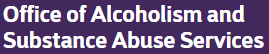 Office of Alcoholism and
Substance Abuse Services